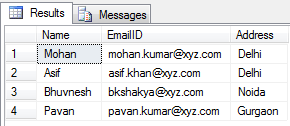 Results Messages
Name EmailID Address
1 Mohan mohan.kumar@xyz.com Delhi
2 Asif asif.khan@xyz.com Delhi
3 Bhuvnesh bkshakya@xyz.com Noida
4 Pavan pavan.kumar@xyz.com Gurgaon